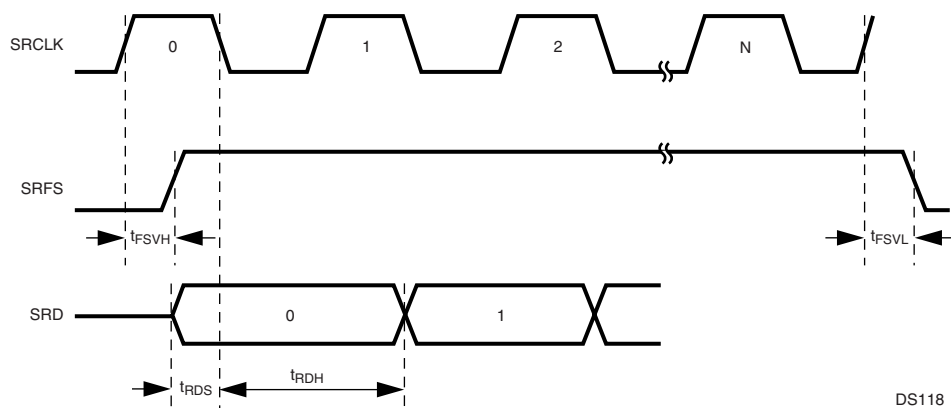 SRCLK 0 1 2 N
SRFS
tFSVH tFSVL
SRD 0 1
tRDS tRDH
DS118